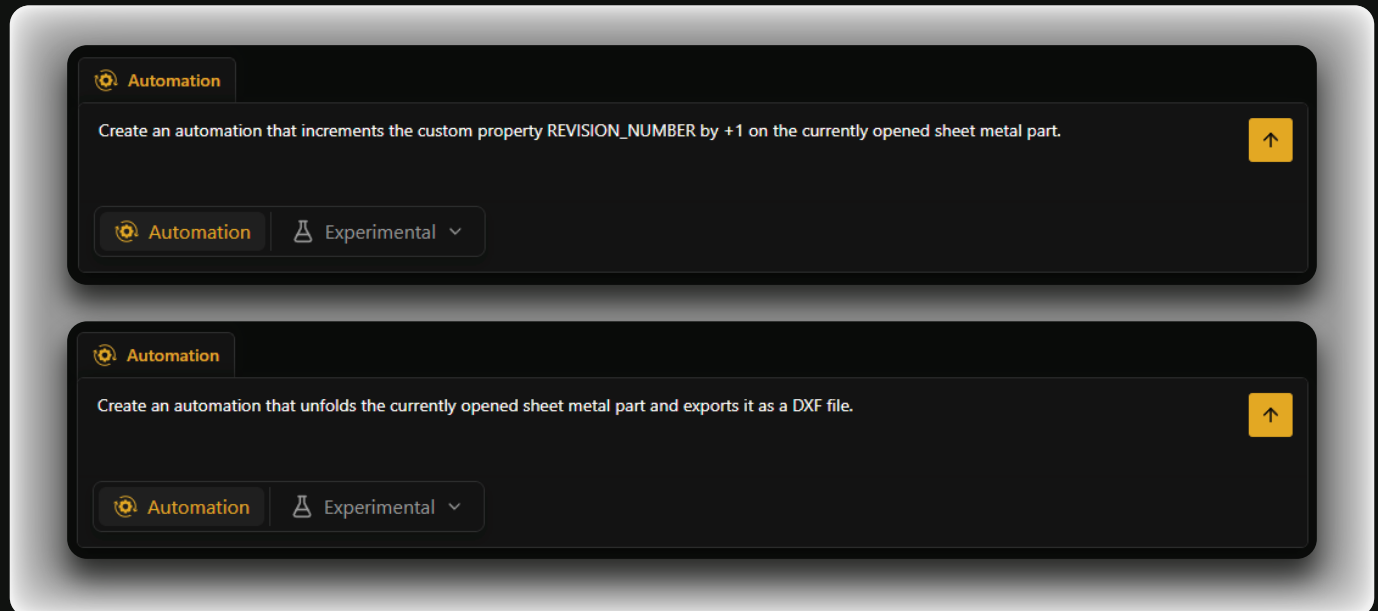 Automation
Create an automation that increments the custom property REVISION_NUMBER by +1 on the currently opened sheet metal part.
Automation Experimental
Automation
Create an automation that unfolds the currently opened sheet metal part and exports it as a DXF file.
Automation Experimental